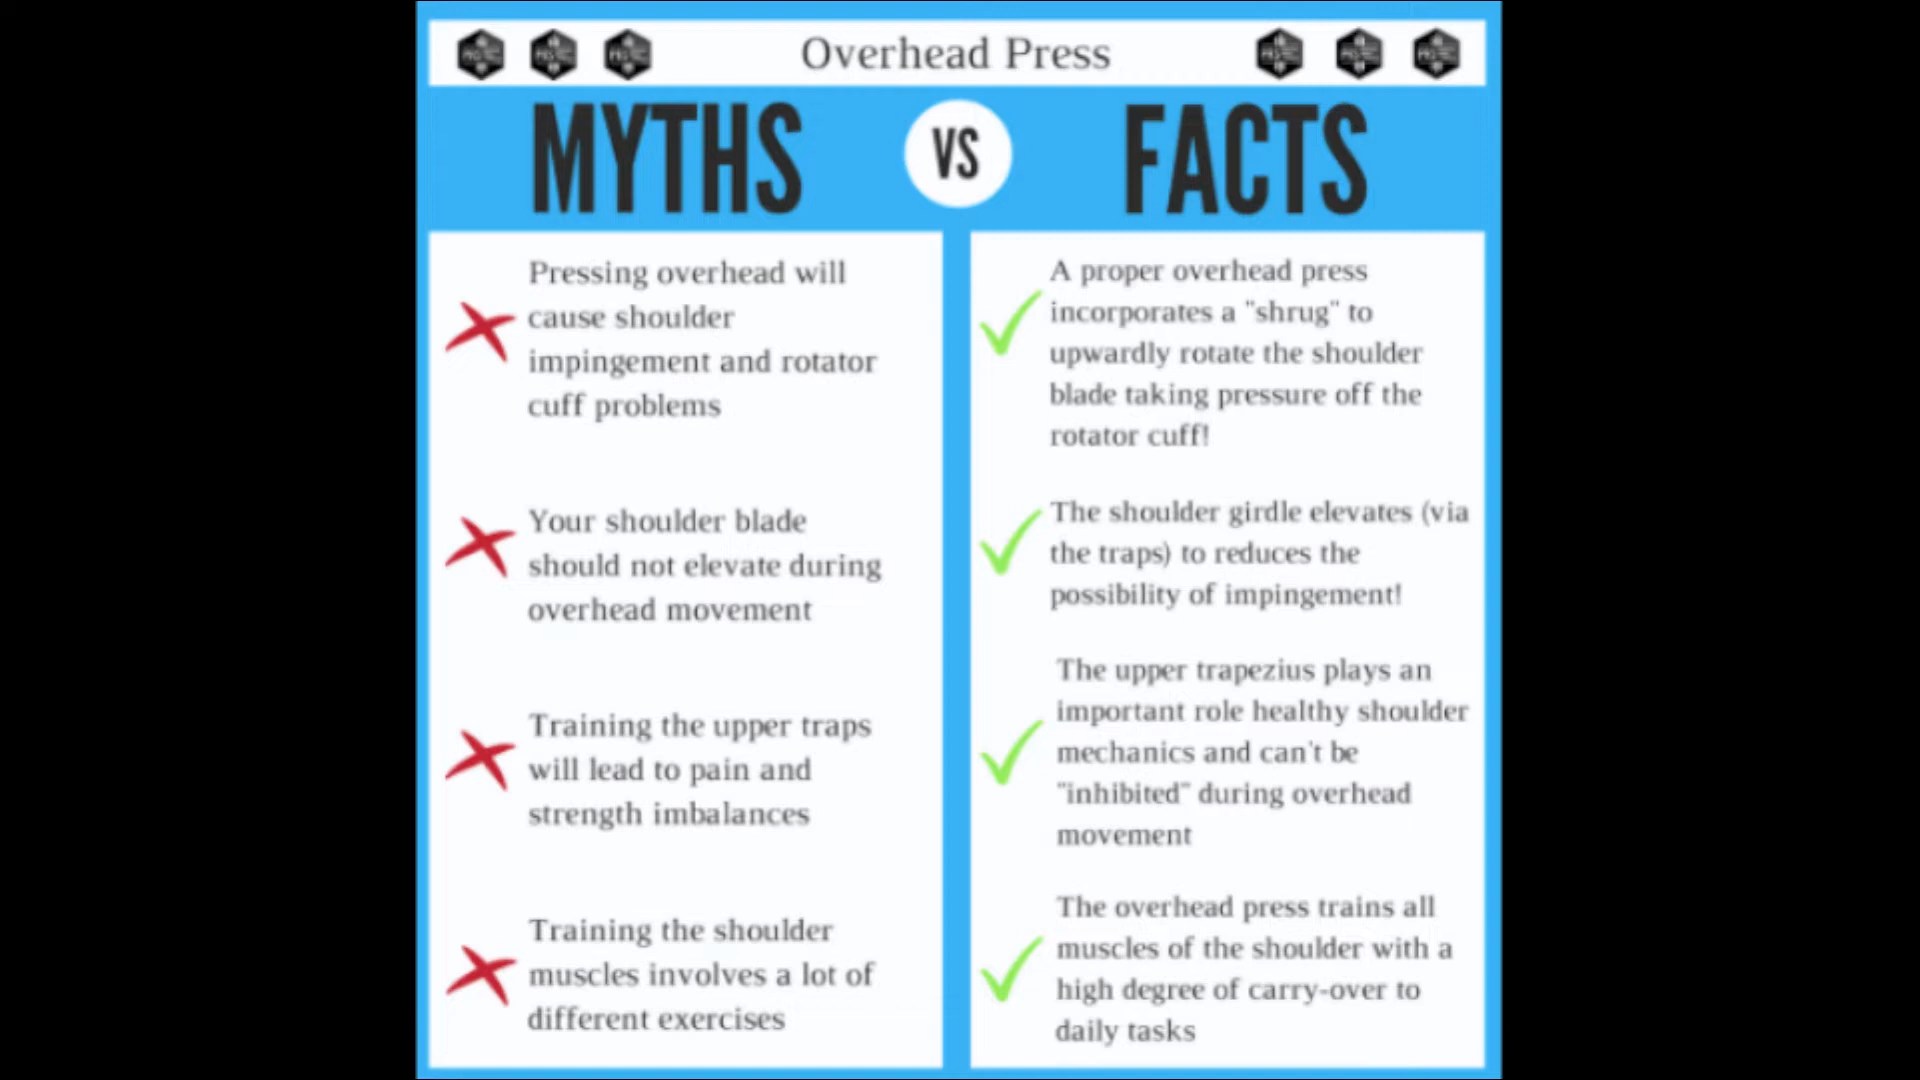 Overhead Press
MYTHS
VS
FACTS
Pressing overhead will
cause shoulder
impingement and rotator
cuff problems
Your shoulder blade
should not elevate during
overhead movement
Training the upper traps
will lead to pain and
strength imbalances
Training the shoulder
muscles involves a lot of
different exercises
A proper overhead press
incorporates a "shrug" to
upwardly rotate the shoulder
blade taking pressure off the
rotator cuff!
The shoulder girdle elevates (via
the traps) to reduces the
possibility of impingement!
The upper trapezius plays an
important role healthy shoulder
mechanics and can't be
"inhibited" during overhead
movement
The overhead press trains all
muscles of the shoulder with a
high degree of carry-over to
daily tasks